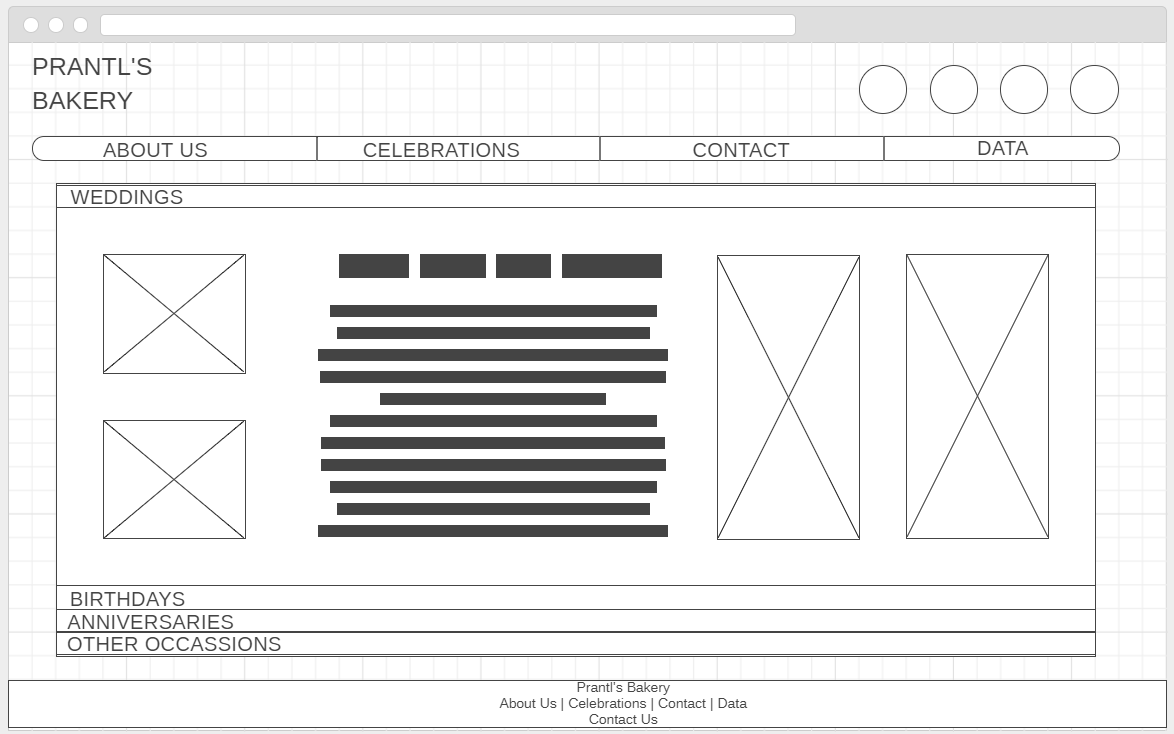 PRANTL'S
BAKERY
ABOUT US
CELEBRATIONS
CONTACT
DATA
WEDDINGS
BIRTHDAYS
ANNIVERSARIES
OTHER OCCASSIONS
Prantl's Bakery
About Us | Celebrations | Contact | Data
Contact Us